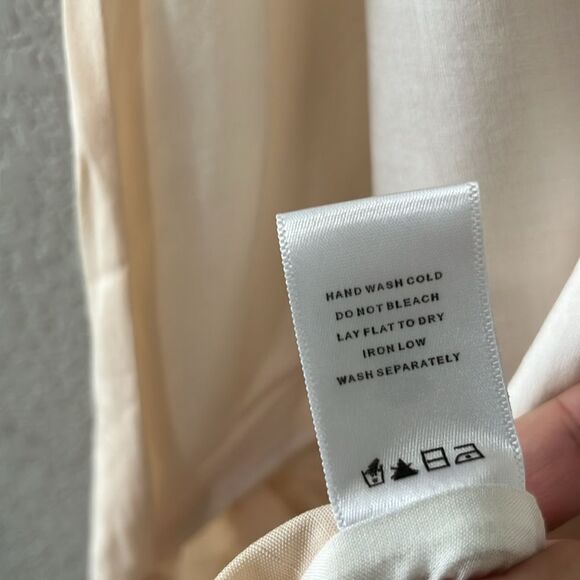 HAND WASH COLD
DO NOT BLEACH
LAY FLAT TO DRY
IRON LOW
WASH SEPARATELY